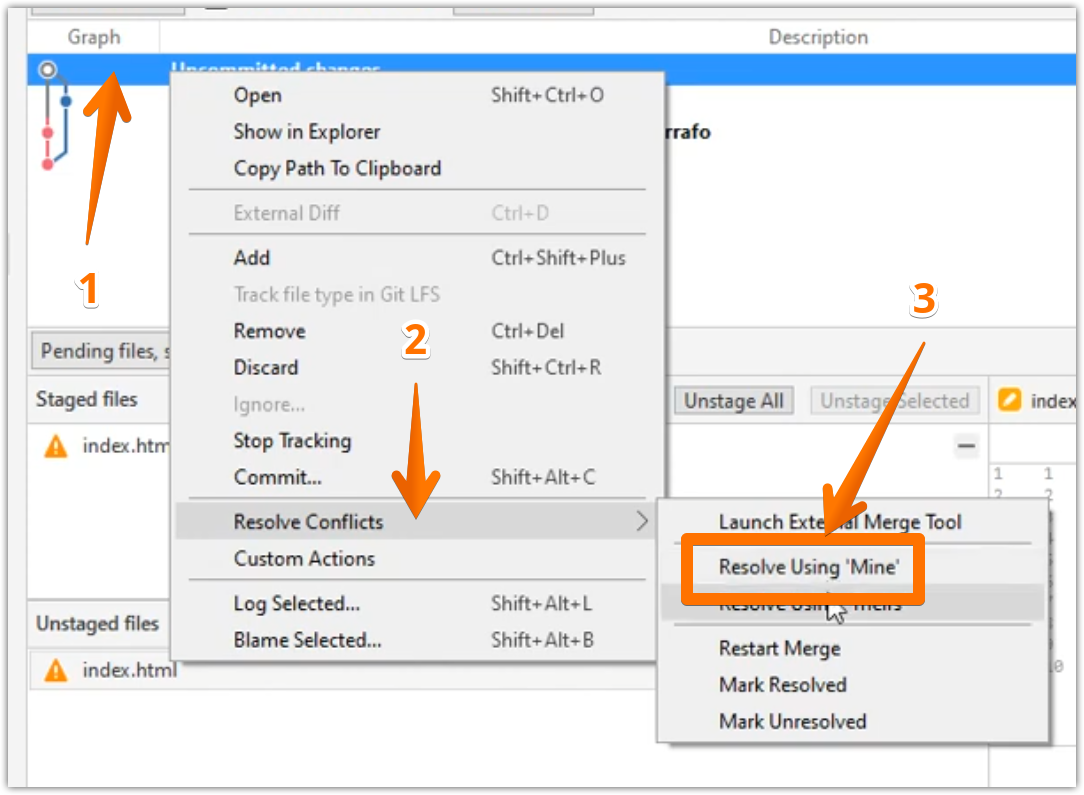 Graph Description
Uncommitted changes
Open Shift+Ctrl+O
Show in Explorer
rrafo
Copy Path To Clipboard
External Diff Ctrl+D
Add Ctrl+Shift+Plus
1
Track file type in Git LFS
3
Remove Ctrl+Del
2
Pending files, s
Discard Shift+Ctrl+R
Staged files
Ignore...
Unstage All Unstage Selected index
index.htm
Stop Tracking
Commit... Shift+Alt+C
1 1
2 2
Resolve Conflicts
Launch External Merge Tool
Custom Actions
Resolve Using 'Mine'
Log Selected... Shift+Alt+L
Resolve Using 'Theirs'
Unstaged files
Blame Selected... Shift+Alt+B
Restart Merge
index.html
Mark Resolved
Mark Unresolved